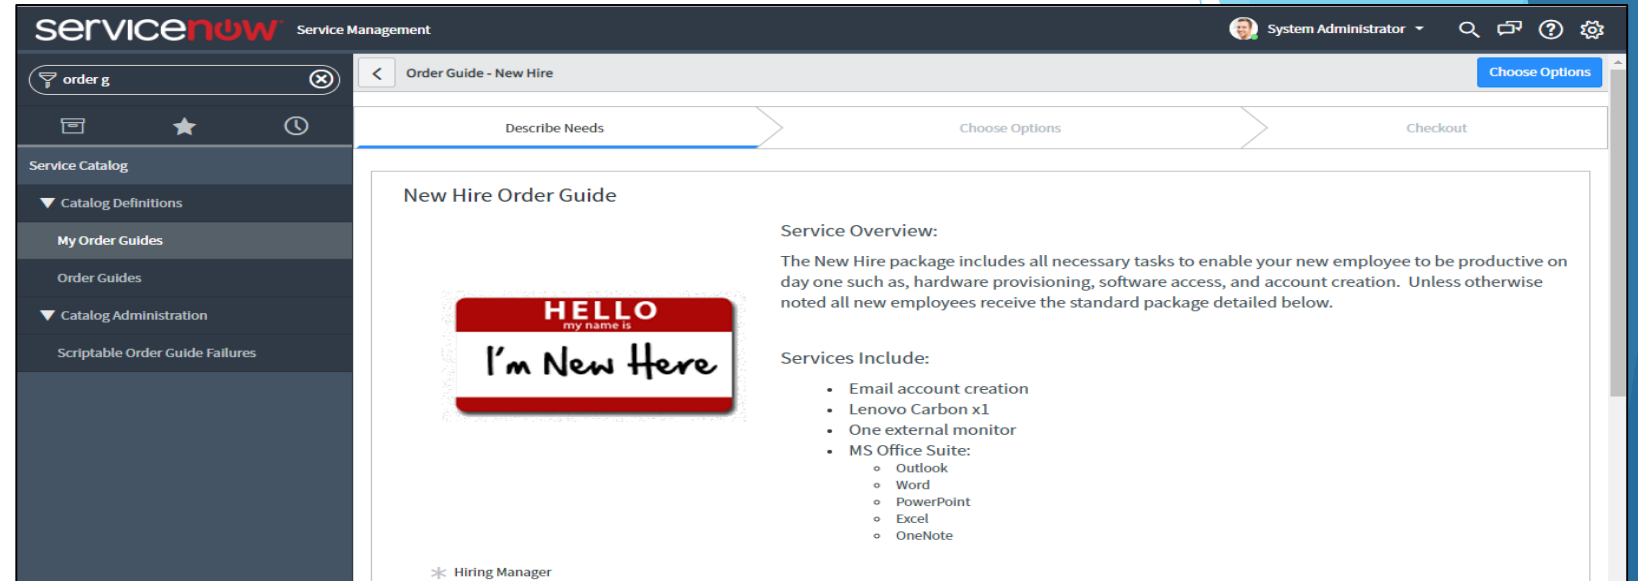 servicenow Service Management
System Administrator
order g
Service Catalog
Catalog Definitions
My Order Guides
Order Guides
Catalog Administration
Scriptable Order Guide Failures
Order Guide - New Hire
Choose Options
Describe Needs
Choose Options
Checkout
New Hire Order Guide
HELLO
my name is
I'm New Here
Service Overview:
The New Hire package includes all necessary tasks to enable your new employee to be productive on
day one such as, hardware provisioning, software access, and account creation. Unless otherwise
noted all new employees receive the standard package detailed below.
Services Include:
Email account creation
Lenovo Carbon x1
One external monitor
MS Office Suite:
Outlook
Word
PowerPoint
Excel
OneNote
Hiring Manager